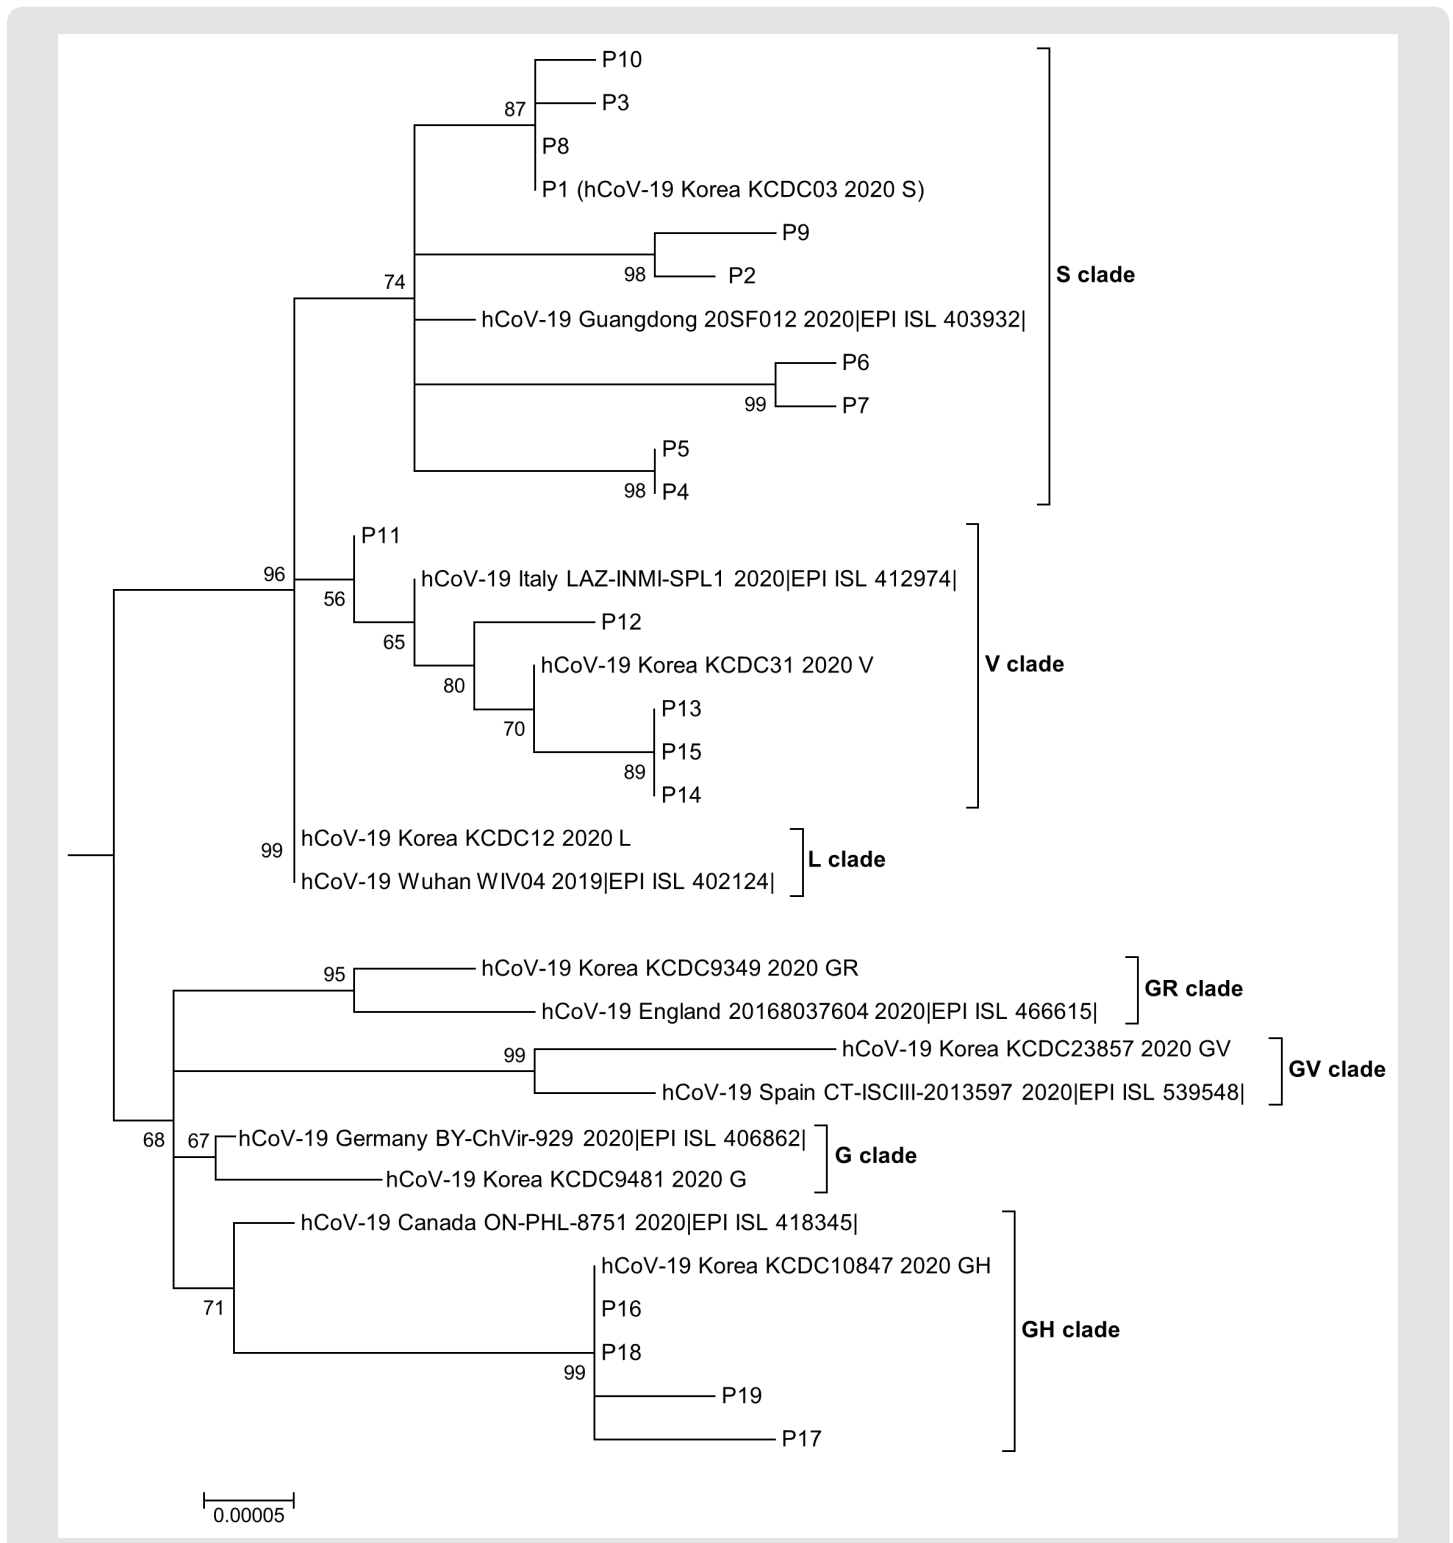 P10
P3
87
P8
P1 (hCoV-19 Korea KCDC03 2020 S)
P9
98
P2
S clade
74
hCoV-19 Guangdong 20SF012 2020|EPI ISL 403932|
P6
99
P7
P5
98
P4
P11
96
56
hCoV-19 Italy LAZ-INMI-SPL1 2020|EPI ISL 412974|
65
P12
hCoV-19 Korea KCDC31 2020 V
V clade
80
P13
70
P15
89
P14
hCoV-19 Korea KCDC12 2020 L
99
L clade
hCoV-19 Wuhan WIV04 2019|EPI ISL 402124|
95
hCoV-19 Korea KCDC9349 2020 GR
GR clade
hCoV-19 England 20168037604 2020|EPI ISL 466615|
99
hCoV-19 Korea KCDC23857 2020 GV
GV clade
hCoV-19 Spain CT-ISCIII-2013597 2020|EPI ISL 539548|
68
67
hCoV-19 Germany BY-ChVir-929 2020|EPI ISL 406862|
G clade
hCoV-19 Korea KCDC9481 2020 G
hCoV-19 Canada ON-PHL-8751 2020|EPI ISL 418345|
hCoV-19 Korea KCDC10847 2020 GH
71
P16
GH clade
P18
99
P19
P17
0.00005